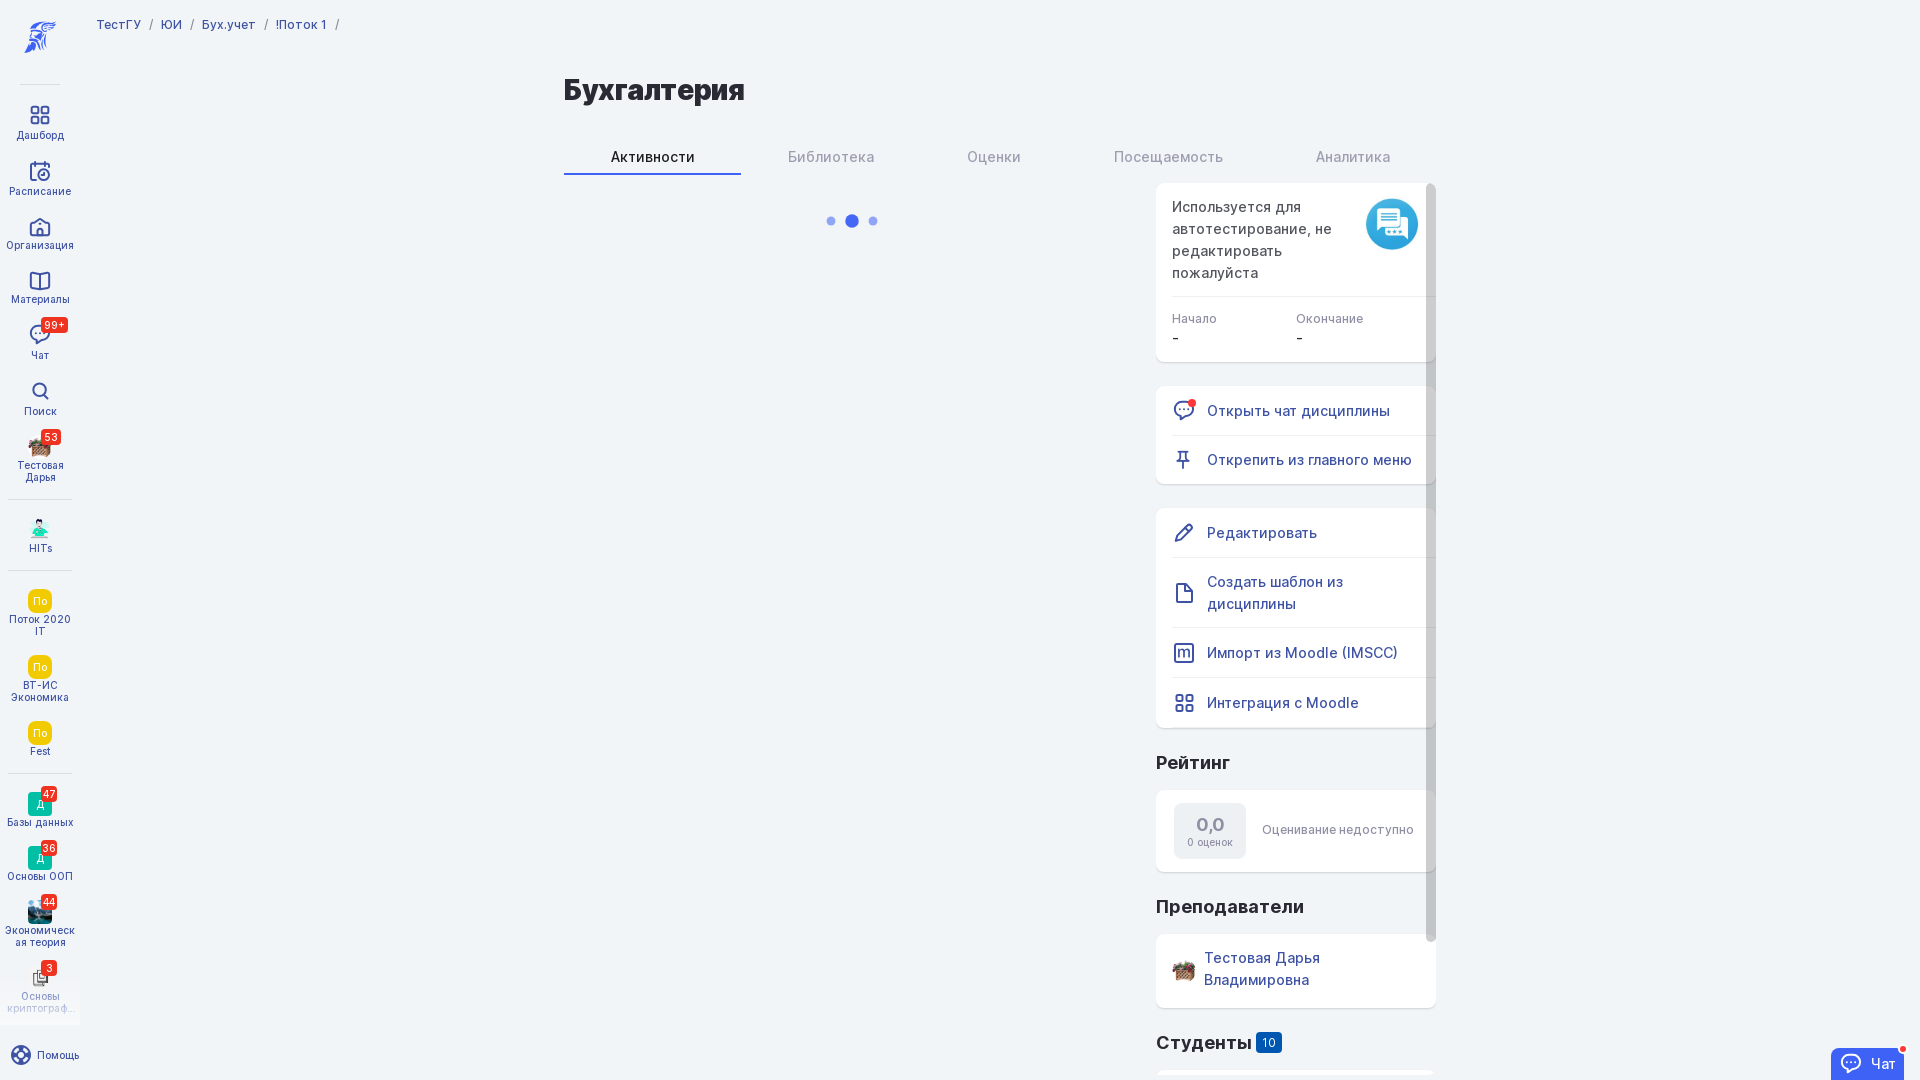 ТестГУ / ЮИ / Бух.учет / !Поток 1 /
Бухгалтерия
Активности
Библиотека
Оценки
Посещаемость
Аналитика
Дашборд
Расписание
Организация
Материалы
99+
Чат
Поиск
53
Тестовая
Дарья
HITs
По
Поток 2020
IT
По
ВТ-ИС
Экономика
По
Fest
47
Д
Базы данных
36
Д
Основы ООП
44
Экономическ
ая теория
3
Основы
криптограф...
Помощь
Используется для
автотестирование, не
редактировать
пожалуйста
Начало
Окончание
-
-
Открыть чат дисциплины
Открепить из главного меню
Редактировать
Создать шаблон из
дисциплины
Импорт из Moodle (IMSCC)
Интеграция с Moodle
Рейтинг
0,0
0 оценок
Оценивание недоступно
Преподаватели
Тестовая Дарья
Владимировна
Студенты 10
Чат